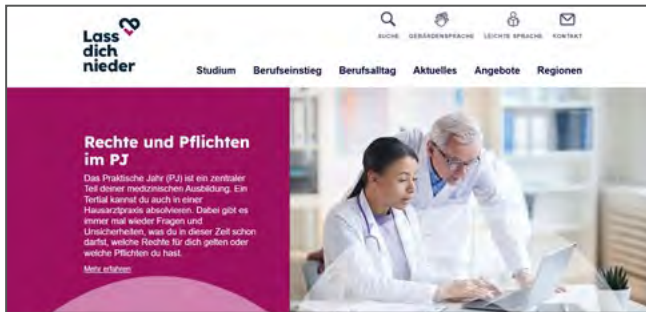 Lass
dich
nieder
SUCHE GEBÄRDENSPRACHE LEICHTE SPRACHE KONTAKT
Studium Berufseinstieg Berufsalltag Aktuelles Angebote Regionen
Rechte und Pflichten
im PJ
Das Praktische Jahr (PJ) ist ein zentraler
Teil deiner medizinischen Ausbildung. Ein
Tertial kannst du auch in einer
Hausarztpraxis absolvieren. Dabei gibt es
immer mal wieder Fragen und
Unsicherheiten, was du in dieser Zeit schon
darfst, welche Rechte für dich gelten oder
welche Pflichten du hast.
Mehr erfahren